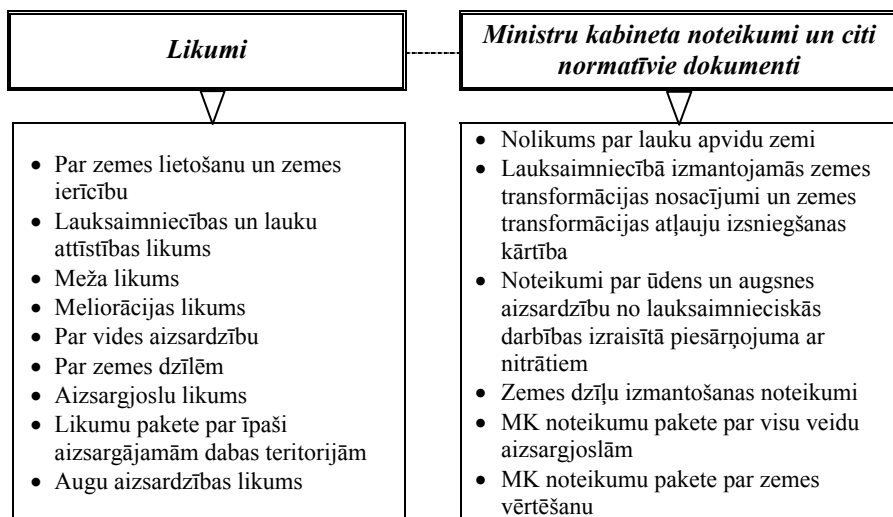 Likumi
Ministru kabineta noteikumi un citi
normatīvie dokumenti
• Par zemes lietošanu un zemes
ierīcību
• Lauksaimniecības un lauku
attīstības likums
• Meža likums
• Meliorācijas likums
• Par vides aizsardzību
• Par zemes dzīlēm
• Aizsargjoslu likums
• Likumu pakete par īpaši
aizsargājamām dabas teritorijām
• Augu aizsardzības likums
• Nolikums par lauku apvidu zemi
• Lauksaimniecībā izmantojamās zemes
transformācijas nosacījumi un zemes
transformācijas atļauju izsniegšanas
kārtība
• Noteikumi par ūdens un augsnes
aizsardzību no lauksaimnieciskās
darbības izraisītā piesārņojuma ar
nitrātiem
• Zemes dzīļu izmantošanas noteikumi
• MK noteikumu pakete par visu veidu
aizsargjoslām
• MK noteikumu pakete par zemes
vērtēšanu